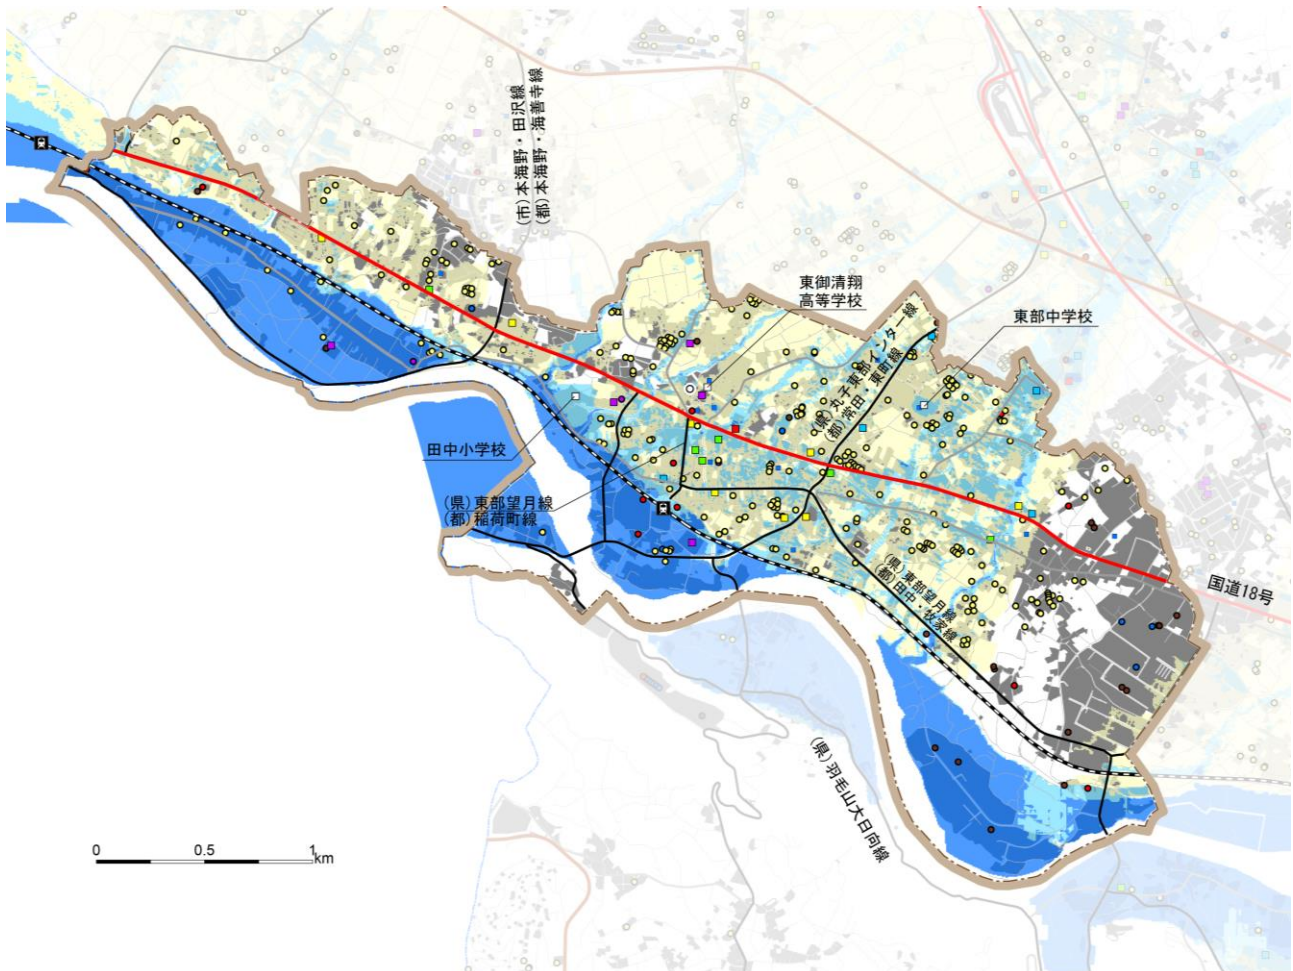 (市)本海野・田沢線
(都)本海野・海善寺線
東御清翔
高等学校
東部中学校
(県)丸子東部インター線
(都)常田・東町線
田中小学校
(県)東部望月線
(都)稲荷町線
(県)東部望月線
(都)田中・牧家線
国道18号
(県)羽毛山大日向線
0 0.5 1
km